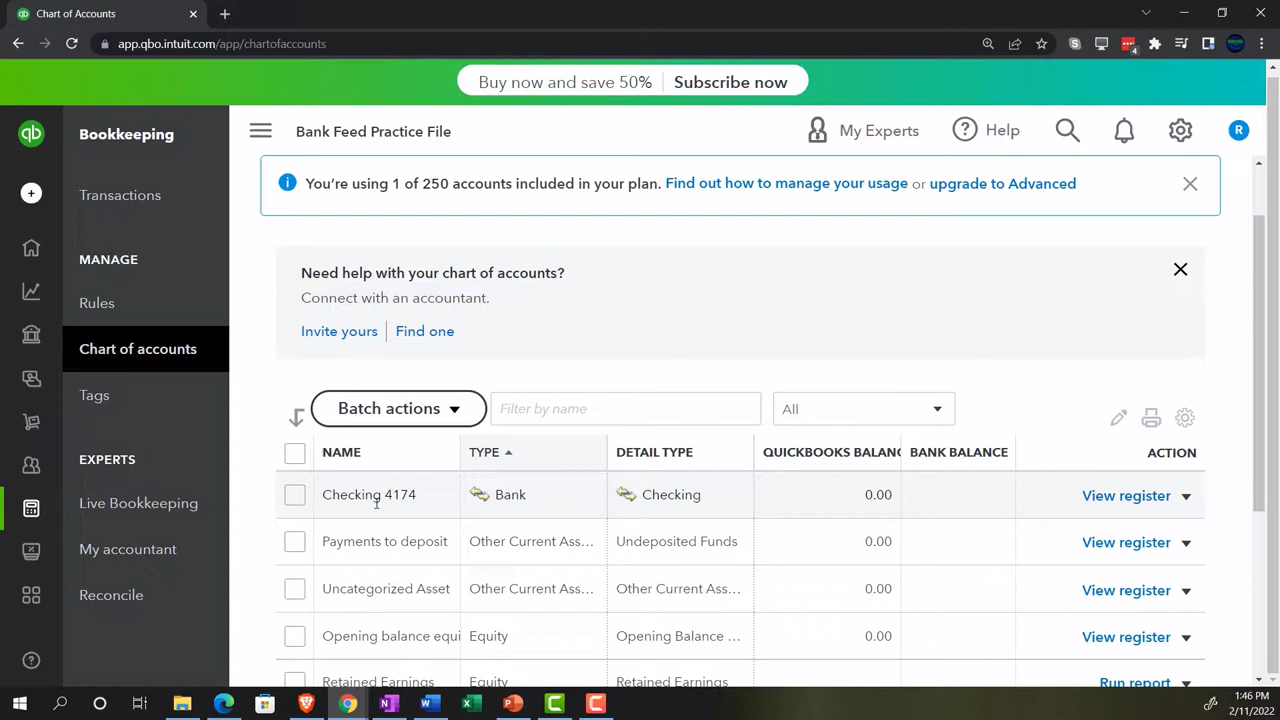 Chart of Accounts
app.qbo.intuit.com/app/chartofaccounts
4
Buy now and save 50% Subscribe now
qb
Bookkeeping
Bank Feed Practice File
My Experts
Help
R
Transactions
MANAGE
Rules
Chart of accounts
Tags
EXPERTS
Live Bookkeeping
My accountant
Reconcile
You're using 1 of 250 accounts included in your plan. Find out how to manage your usage or upgrade to Advanced
Need help with your chart of accounts?
Connect with an accountant.
Invite yours Find one
Batch actions Filter by name All
NAME TYPE DETAIL TYPE QUICKBOOKS BALANC BANK BALANCE ACTION
Checking 4174 Bank Checking 0.00 View register
Payments to deposit Other Current Ass... Undeposited Funds 0.00 View register
Uncategorized Asset Other Current Ass... Other Current Ass... 0.00 View register
Opening balance equi Equity Opening Balance ... 0.00 View register
Retained Earnings Equity Retained Earnings Run report
1:46 PM
2/11/2022